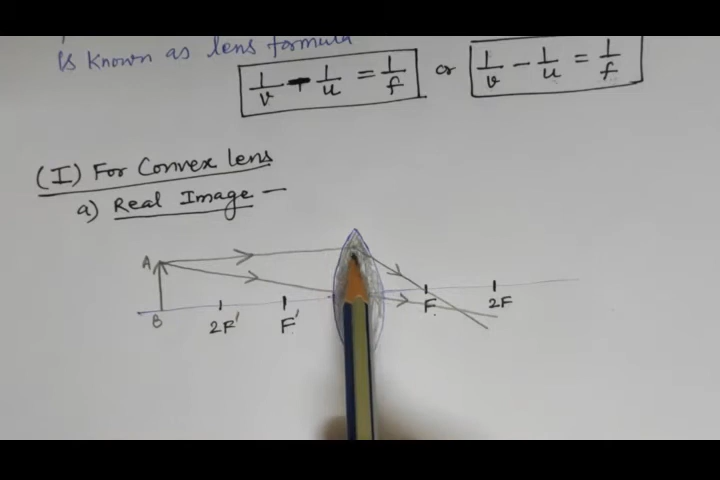 is known as lens formula
1/v - 1/u = 1/f or 1/v - 1/u = 1/f
(I) For Convex lens
a) Real Image —
A
B 2F' F' F 2F